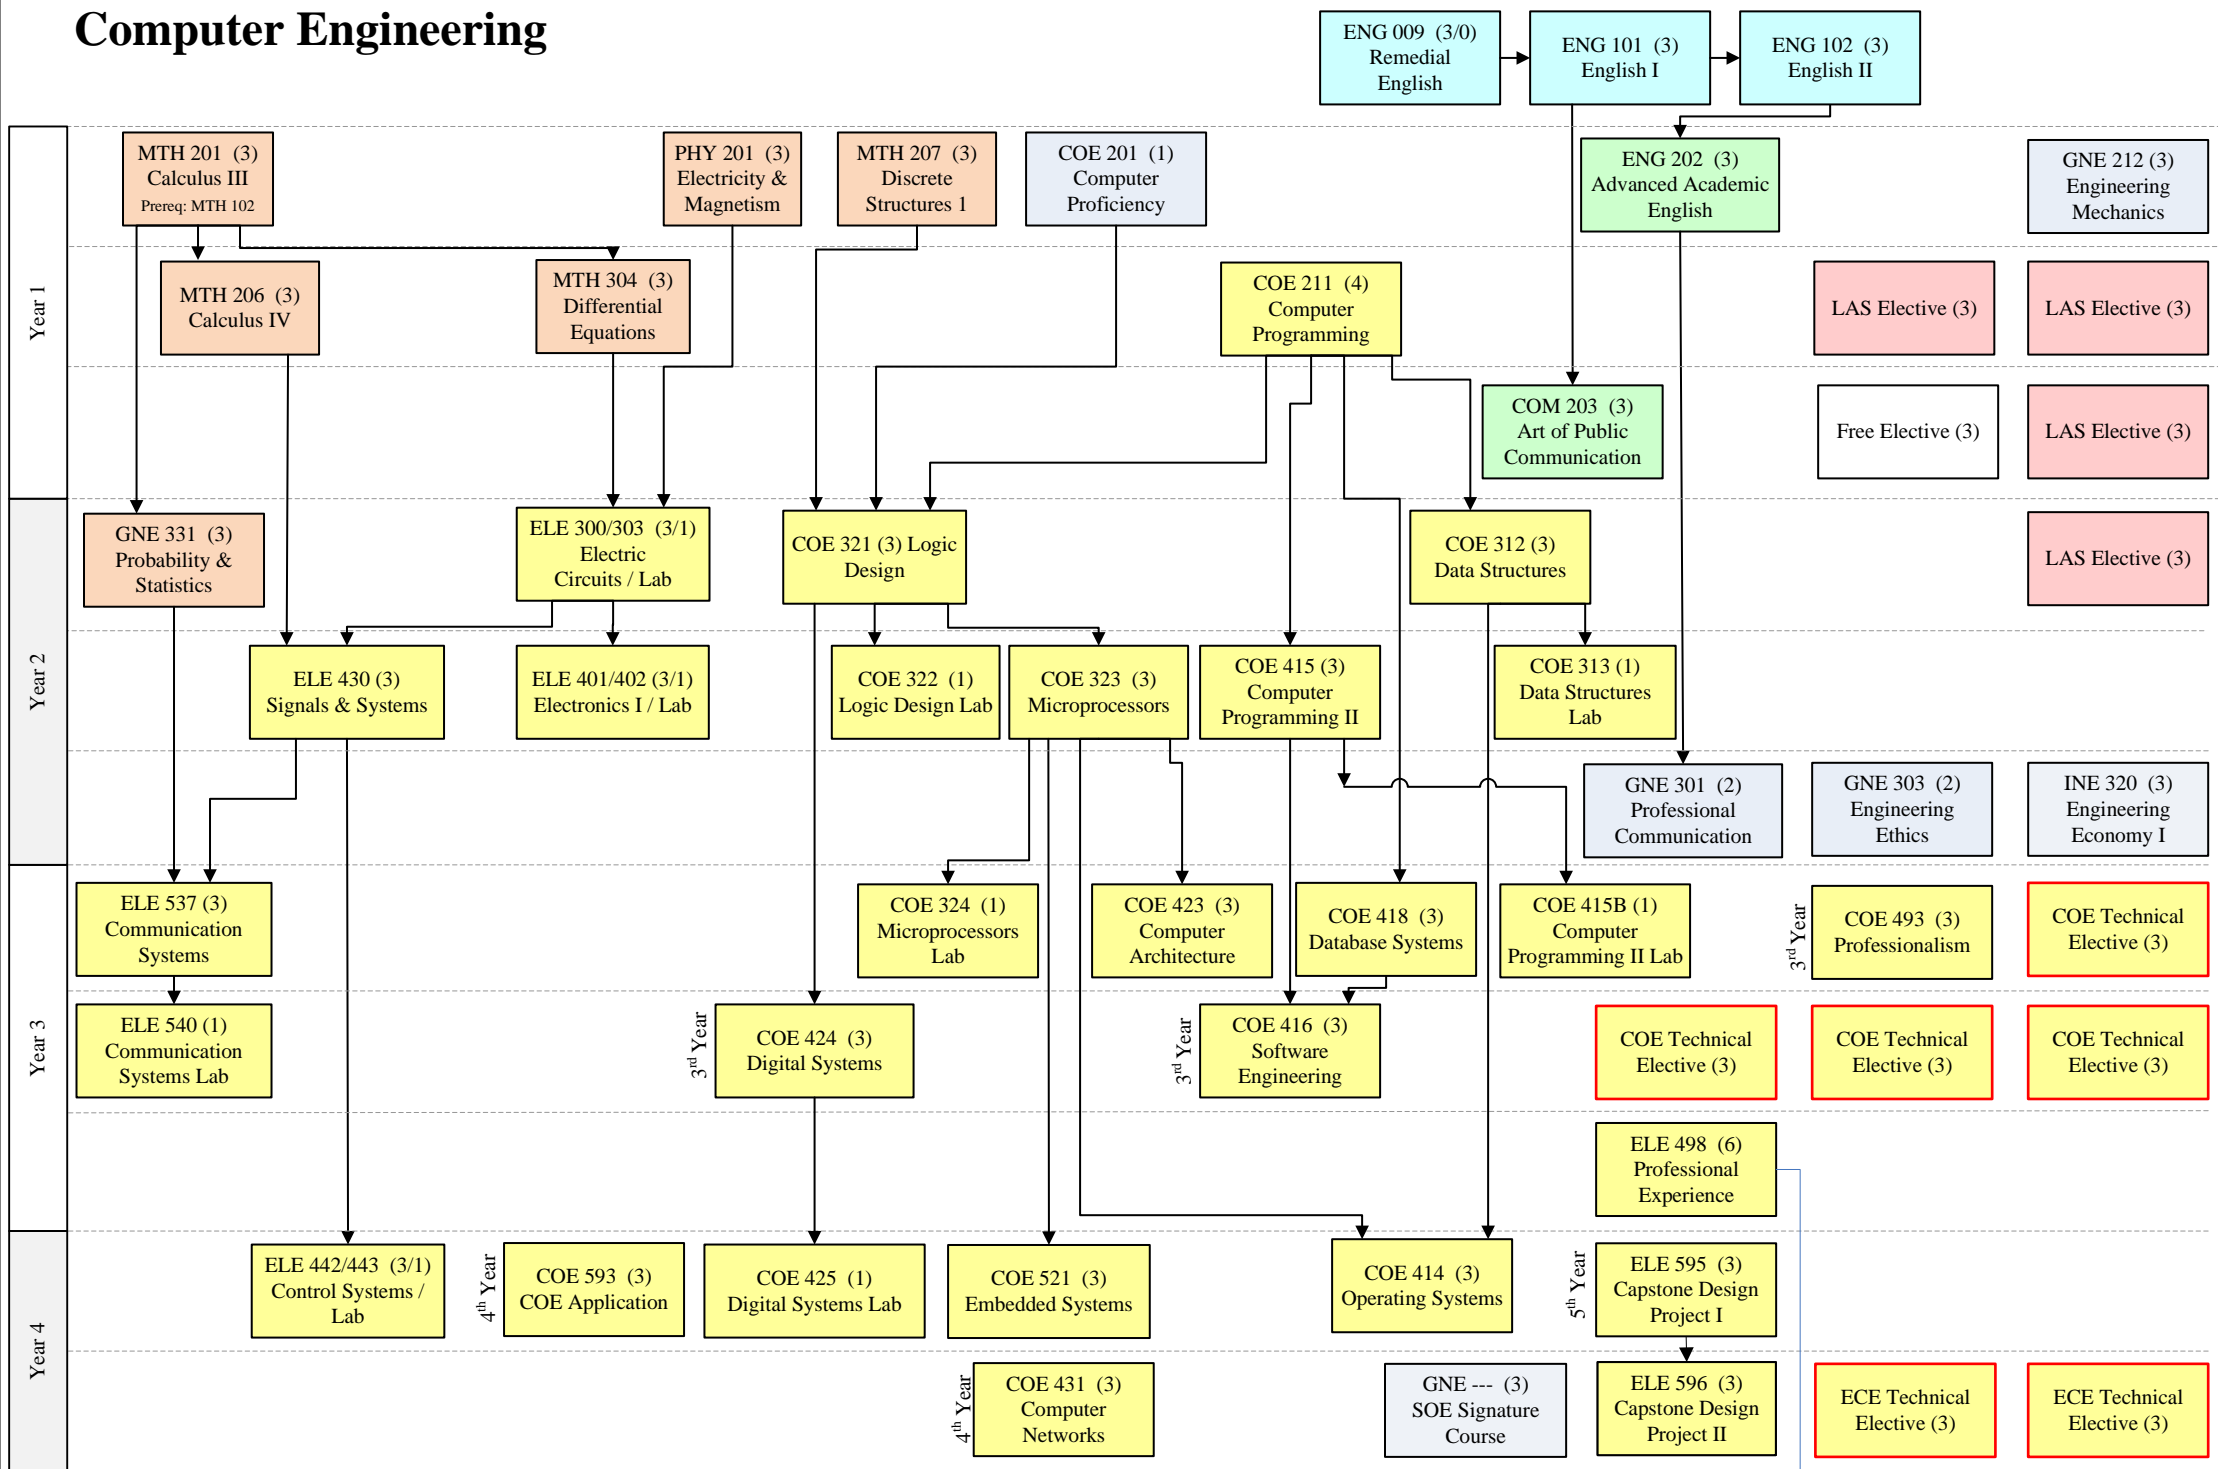 Computer Engineering
ENG 009  (3/0)
Remedial
English
ENG 101  (3)
English I
ENG 102  (3)
English II
Year 1
MTH 201  (3)
Calculus III
Prereq: MTH 102
PHY 201  (3)
Electricity &
Magnetism
MTH 207  (3)
Discrete
Structures 1
COE 201  (1)
Computer
Proficiency
ENG 202  (3)
Advanced Academic
English
GNE 212 (3)
Engineering
Mechanics
MTH 206  (3)
Calculus IV
MTH 304  (3)
Differential
Equations
COE 211  (4)
Computer
Programming
LAS Elective (3)
LAS Elective (3)
COM 203  (3)
Art of Public
Communication
Free Elective (3)
LAS Elective (3)
Year 2
GNE 331  (3)
Probability &
Statistics
ELE 300/303  (3/1)
Electric
Circuits / Lab
COE 321 (3) Logic
Design
COE 312 (3)
Data Structures
LAS Elective (3)
ELE 430 (3)
Signals & Systems
ELE 401/402 (3/1)
Electronics I / Lab
COE 322  (1)
Logic Design Lab
COE 323  (3)
Microprocessors
COE 415 (3)
Computer
Programming II
COE 313 (1)
Data Structures
Lab
GNE 301  (2)
Professional
Communication
GNE 303  (2)
Engineering
Ethics
INE 320  (3)
Engineering
Economy I
Year 3
ELE 537 (3)
Communication
Systems
COE 324  (1)
Microprocessors
Lab
COE 423  (3)
Computer
Architecture
COE 418  (3)
Database Systems
COE 415B (1)
Computer
Programming II Lab
3rd Year
COE 493  (3)
Professionalism
COE Technical
Elective (3)
ELE 540 (1)
Communication
Systems Lab
3rd Year
COE 424  (3)
Digital Systems
3rd Year
COE 416  (3)
Software
Engineering
COE Technical
Elective (3)
COE Technical
Elective (3)
COE Technical
Elective (3)
ELE 498  (6)
Professional
Experience
Year 4
ELE 442/443  (3/1)
Control Systems /
Lab
4th Year
COE 593  (3)
COE Application
COE 425  (1)
Digital Systems Lab
COE 521  (3)
Embedded Systems
COE 414  (3)
Operating Systems
5th Year
ELE 595  (3)
Capstone Design
Project I
4th Year
COE 431  (3)
Computer
Networks
GNE ---  (3)
SOE Signature
Course
ELE 596  (3)
Capstone Design
Project II
ECE Technical
Elective (3)
ECE Technical
Elective (3)